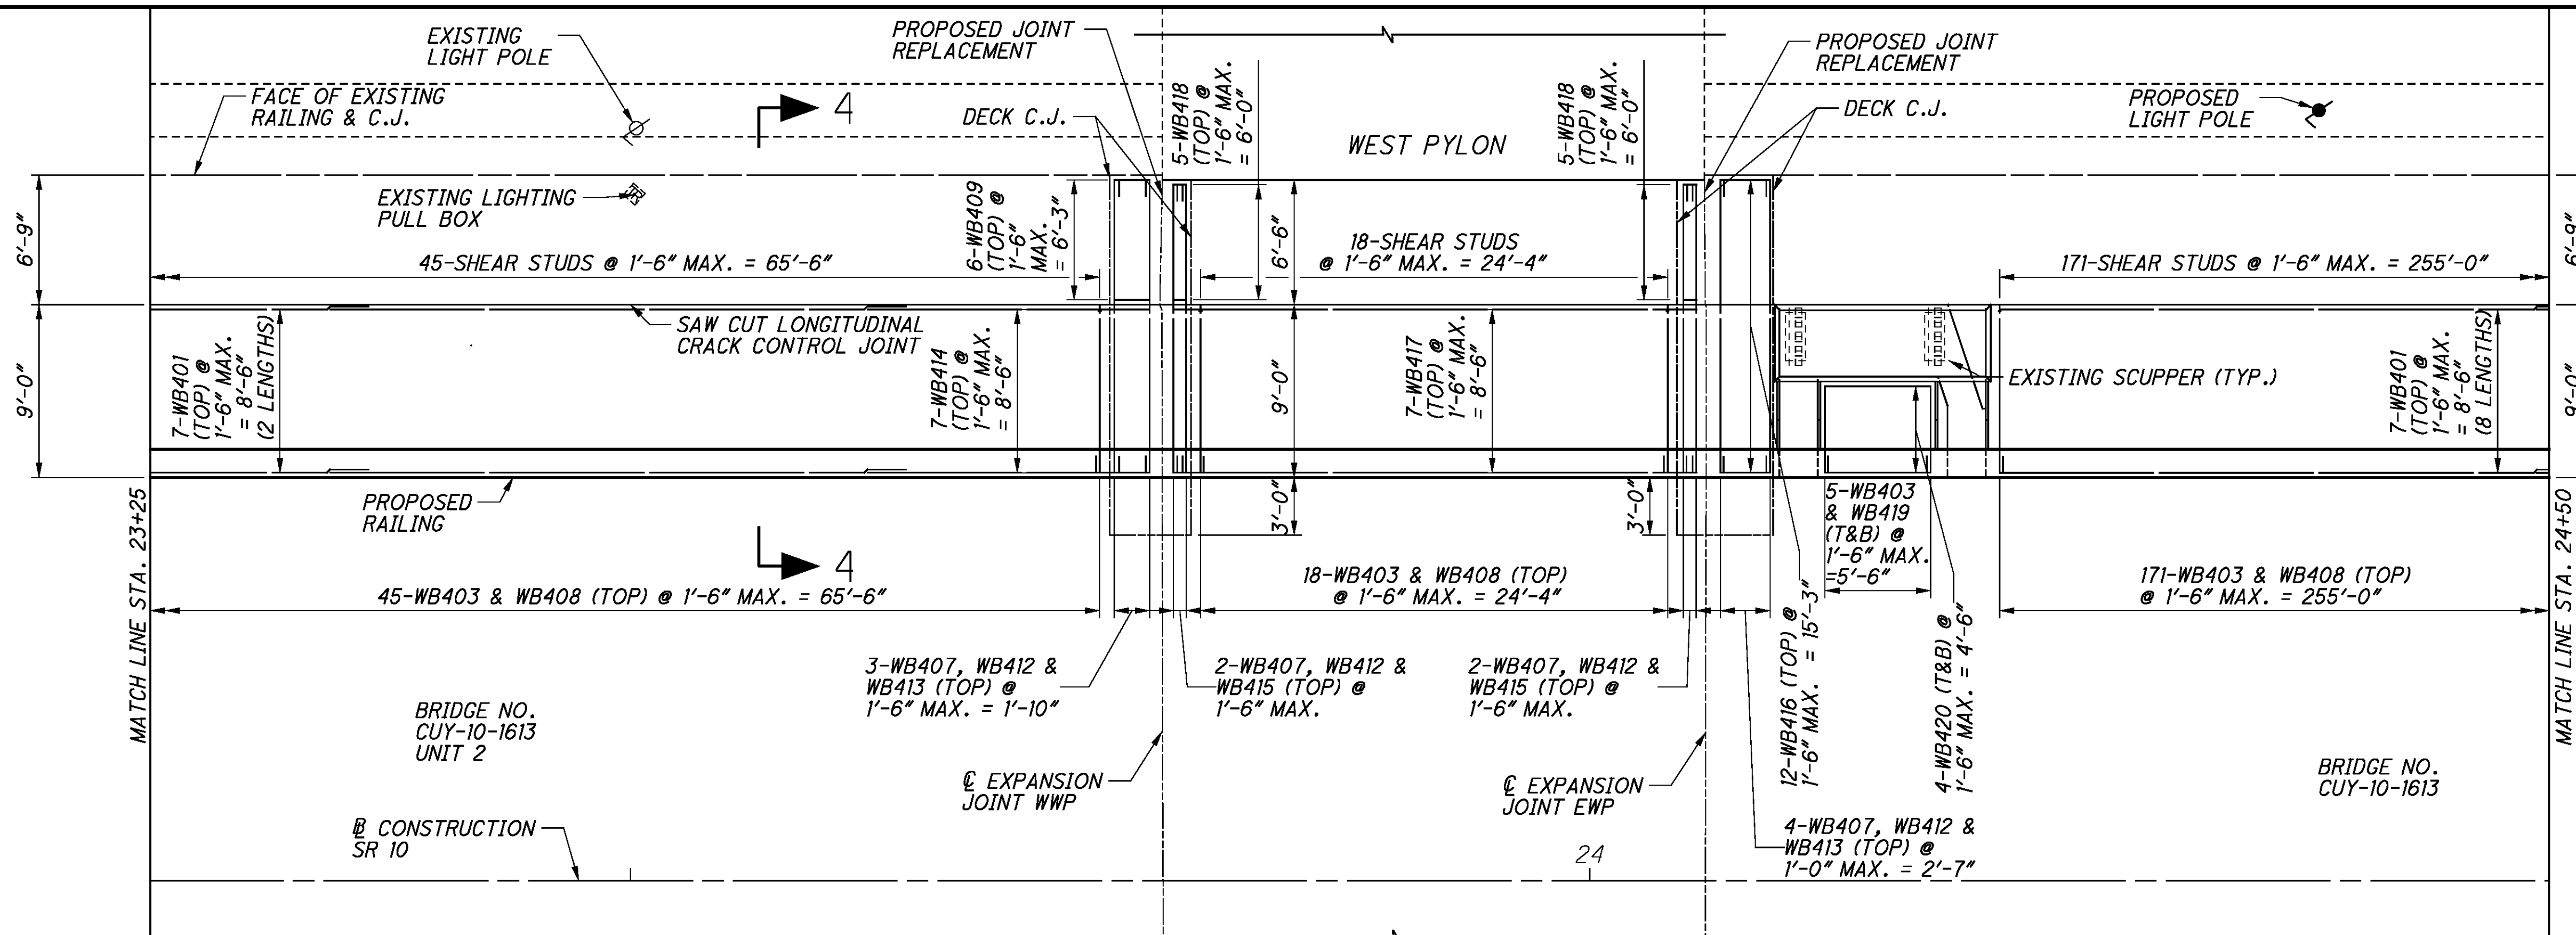 EXISTING
LIGHT POLE
PROPOSED JOINT
REPLACEMENT
PROPOSED JOINT
REPLACEMENT
FACE OF EXISTING
RAILING & C.J.
4
DECK C.J.
5-WB418
(TOP) @
1'-6" MAX.
= 6'-0"
WEST PYLON
5-WB418
(TOP) @
1'-6" MAX.
= 6'-0"
DECK C.J.
PROPOSED
LIGHT POLE
EXISTING LIGHTING
PULL BOX
6'-9"
6-WB409
(TOP) @
1'-6"
MAX.
= 6'-3"
6'-6"
6'-9"
45-SHEAR STUDS @ 1'-6" MAX. = 65'-6"
18-SHEAR STUDS
@ 1'-6" MAX. = 24'-4"
171-SHEAR STUDS @ 1'-6" MAX. = 255'-0"
SAW CUT LONGITUDINAL
CRACK CONTROL JOINT
9'-0"
7-WB401
(TOP) @
1'-6" MAX.
= 8'-6"
(2 LENGTHS)
7-WB414
(TOP) @
1'-6" MAX.
= 8'-6"
9'-0"
7-WB417
(TOP) @
1'-6" MAX.
= 8'-6"
EXISTING SCUPPER (TYP.)
7-WB401
(TOP) @
1'-6" MAX.
= 8'-6"
(8 LENGTHS)
9'-0"
PROPOSED
RAILING
3'-0"
3'-0"
5-WB403
& WB419
(T&B) @
1'-6" MAX.
=5'-6"
4
45-WB403 & WB408 (TOP) @ 1'-6" MAX. = 65'-6"
18-WB403 & WB408 (TOP)
@ 1'-6" MAX. = 24'-4"
171-WB403 & WB408 (TOP)
@ 1'-6" MAX. = 255'-0"
MATCH LINE STA. 23+25
MATCH LINE STA. 24+50
3-WB407, WB412 &
WB413 (TOP) @
1'-6" MAX. = 1'-10"
2-WB407, WB412 &
WB415 (TOP) @
1'-6" MAX.
2-WB407, WB412 &
WB415 (TOP) @
1'-6" MAX.
12-WB416 (TOP) @
1'-6" MAX. = 15'-3"
4-WB420 (T&B) @
1'-6" MAX. = 4'-6"
BRIDGE NO.
CUY-10-1613
UNIT 2
℄ EXPANSION
JOINT WWP
℄ EXPANSION
JOINT EWP
BRIDGE NO.
CUY-10-1613
BL CONSTRUCTION
SR 10
24
4-WB407, WB412 &
WB413 (TOP) @
1'-0" MAX. = 2'-7"